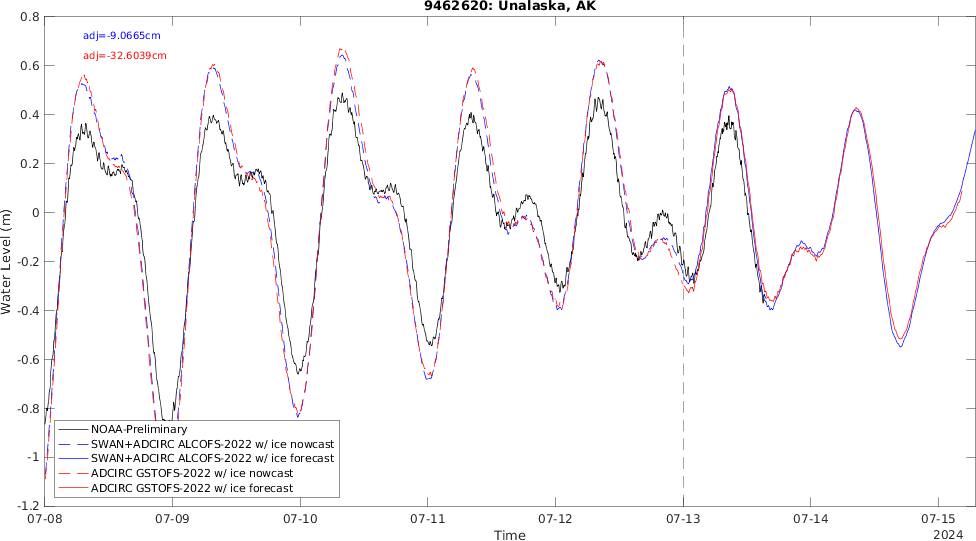 9462620: Unalaska, AK
adj=-9.0665cm
adj=-32.6039cm
Water Level (m)
0.8
0.6
0.4
0.2
0
-0.2
-0.4
-0.6
-0.8
-1
-1.2
NOAA-Preliminary
SWAN+ADCIRC ALCOFS-2022 w/ ice nowcast
SWAN+ADCIRC ALCOFS-2022 w/ ice forecast
ADCIRC GSTOFS-2022 w/ ice nowcast
ADCIRC GSTOFS-2022 w/ ice forecast
07-08 07-09 07-10 07-11 07-12 07-13 07-14 07-15
Time
2024